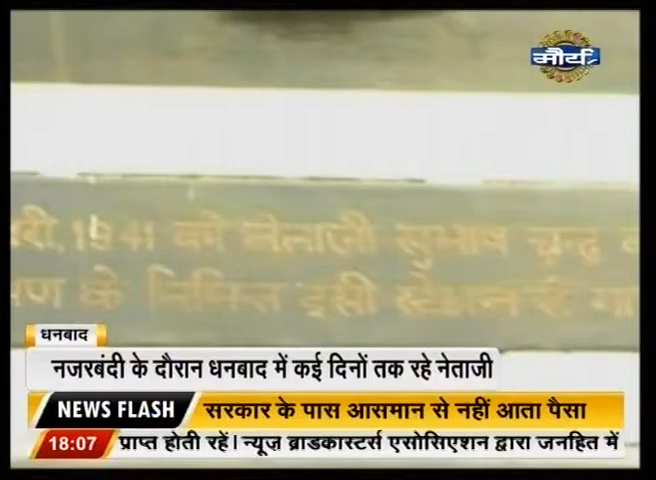 मौर्य
री, 1941 को नेताजी सुभाष चन्द्र
के निमित्त इसी स्टेशन से
धनबाद
नजरबंदी के दौरान धनबाद में कई दिनों तक रहे नेताजी
NEWS FLASH सरकार के पास आसमान से नहीं आता पैसा
18:07 प्राप्त होती रहें। न्यूज़ ब्राडकास्टर्स एसोसिएशन द्वारा जनहित में